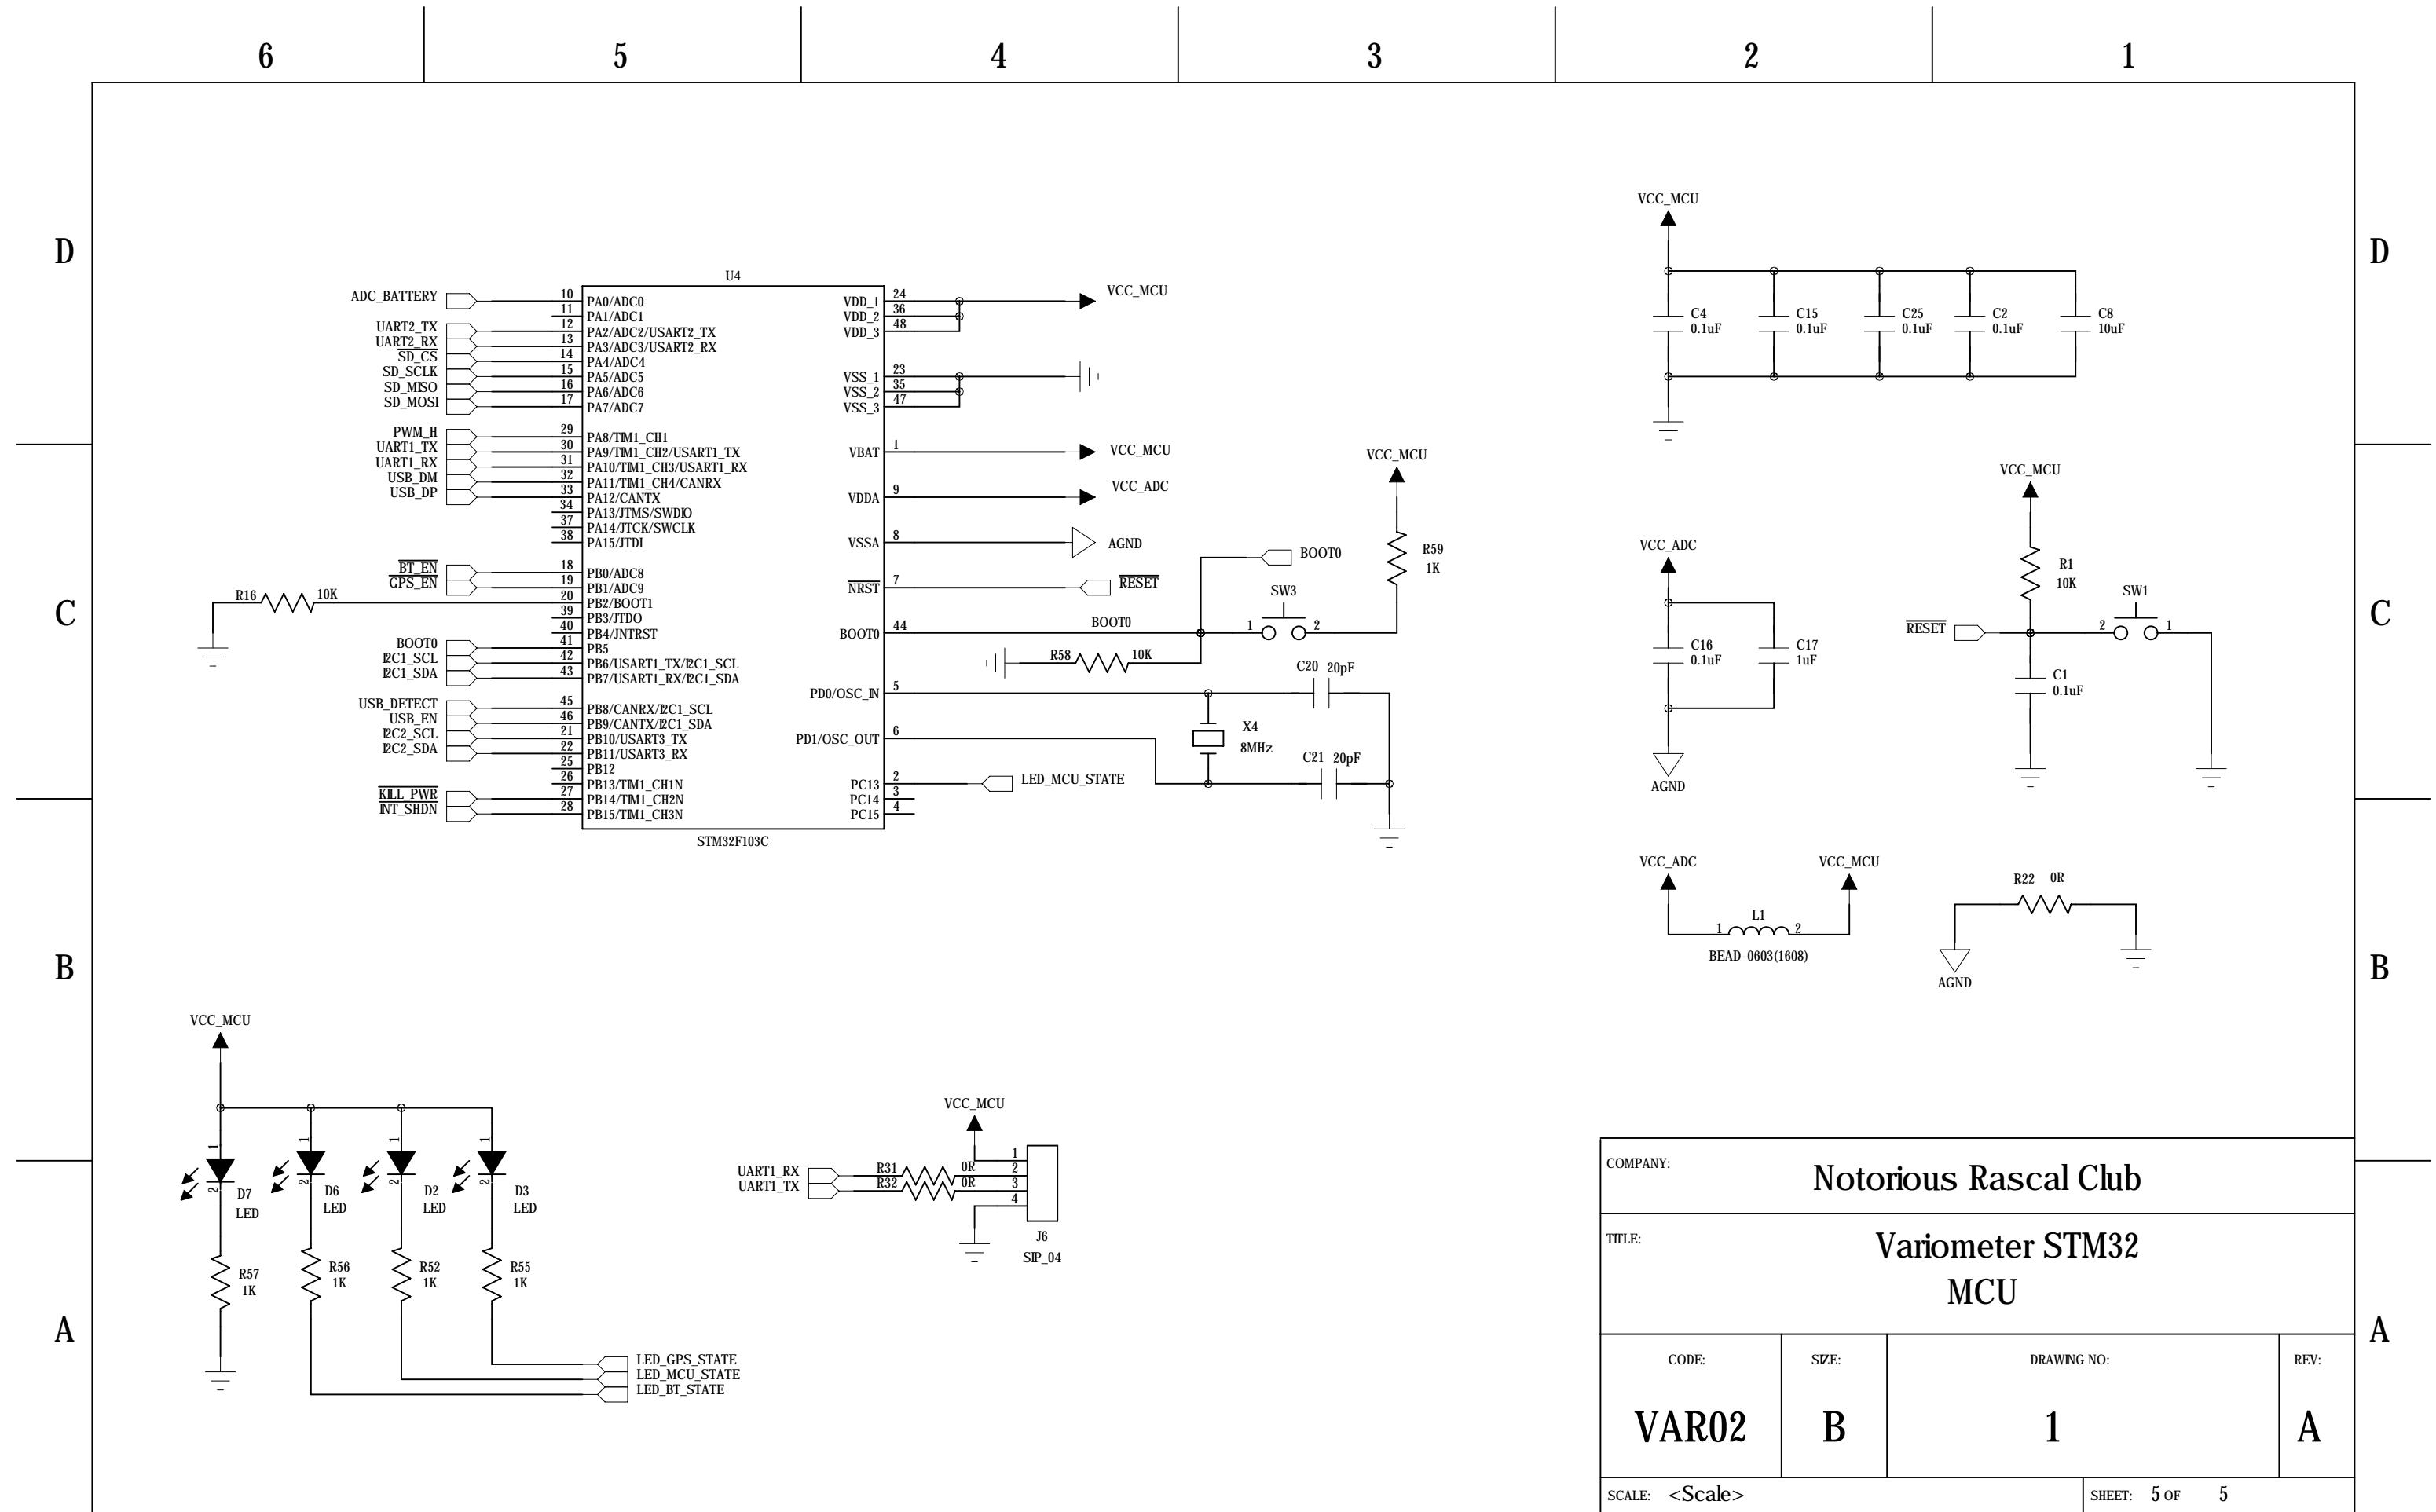 6 5 4 3 2 1
D D
C C
B B
A A
U4
ADC_BATTERY 10 PA0/ADC0
11 PA1/ADC1
UART2_TX 12 PA2/ADC2/USART2_TX
UART2_RX 13 PA3/ADC3/USART2_RX
SD_CS 14 PA4/ADC4
SD_SCLK 15 PA5/ADC5
SD_MISO 16 PA6/ADC6
SD_MOSI 17 PA7/ADC7
PWM_H 29 PA8/TIM1_CH1
UART1_TX 30 PA9/TIM1_CH2/USART1_TX
UART1_RX 31 PA10/TIM1_CH3/USART1_RX
USB_DM 32 PA11/TIM1_CH4/CANRX
USB_DP 33 PA12/CANTX
34 PA13/JTMS/SWDIO
37 PA14/JTCK/SWCLK
38 PA15/JTDI
BT_EN 18 PB0/ADC8
GPS_EN 19 PB1/ADC9
R16 10K 20 PB2/BOOT1
39 PB3/JTDO
40 PB4/JNTRST
BOOT0 41 PB5
I2C1_SCL 42 PB6/USART1_TX/I2C1_SCL
I2C1_SDA 43 PB7/USART1_RX/I2C1_SDA
USB_DETECT 45 PB8/CANRX/I2C1_SCL
USB_EN 46 PB9/CANTX/I2C1_SDA
I2C2_SCL 21 PB10/USART3_TX
I2C2_SDA 22 PB11/USART3_RX
25 PB12
26 PB13/TIM1_CH1N
KILL_PWR 27 PB14/TIM1_CH2N
INT_SHDN 28 PB15/TIM1_CH3N
VDD_1 24 VCC_MCU
VDD_2 36
VDD_3 48
VSS_1 23
VSS_2 35
VSS_3 47
VBAT 1 VCC_MCU
VDDA 9 VCC_ADC
VSSA 8 AGND
NRST 7 RESET
BOOT0 44 BOOT0
PD0/OSC_IN 5
PD1/OSC_OUT 6
PC13 2 LED_MCU_STATE
PC14 3
PC15 4
STM32F103C
BOOT0
VCC_MCU
R59
1K
SW3
1 2
R58 10K
C20 20pF
X4
8MHz
C21 20pF
VCC_MCU
C4 C15 C25 C2 C8
0.1uF 0.1uF 0.1uF 0.1uF 10uF
VCC_ADC
C16 C17
0.1uF 1uF
AGND
VCC_MCU
R1
10K
SW1
RESET 2 1
C1
0.1uF
VCC_ADC VCC_MCU
L1
1 2
BEAD-0603(1608)
R22 0R
AGND
VCC_MCU
1 1 1 1
2 2 2 2
D7 D6 D2 D3
LED LED LED LED
R57 R56 R52 R55
1K 1K 1K 1K
LED_GPS_STATE
LED_MCU_STATE
LED_BT_STATE
VCC_MCU
1
UART1_RX R31 0R 2
UART1_TX R32 0R 3
4
J6
SIP_04
COMPANY:
Notorious Rascal Club
TITLE:
Variometer STM32
MCU
CODE: SIZE: DRAWING NO: REV:
VAR02 B 1 A
SCALE: <Scale> SHEET: 5 OF 5